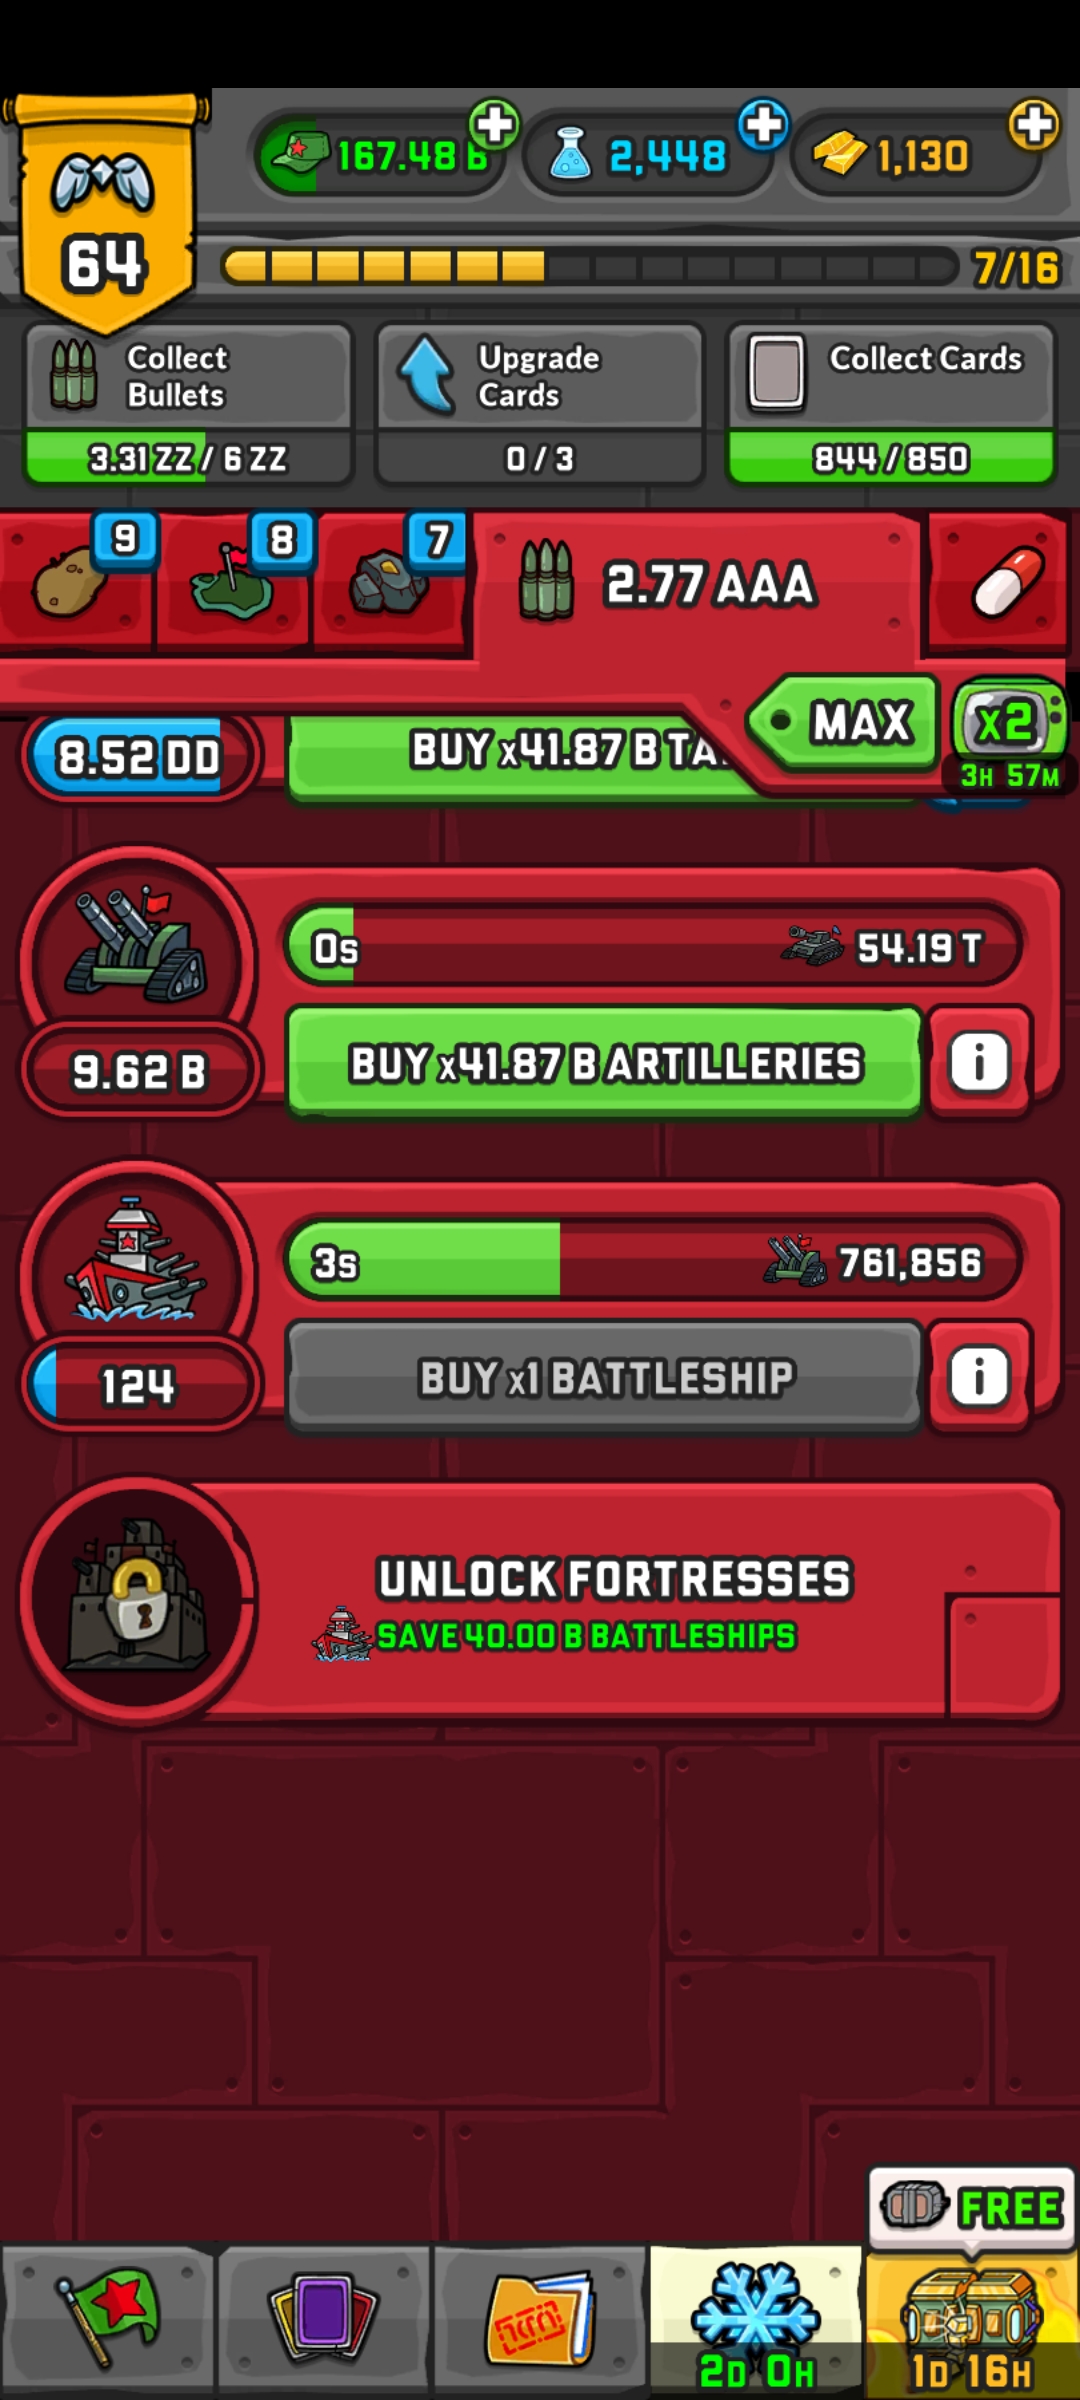 64
167.48 B
2,448
1,130
7/16
Collect Bullets
3.31 ZZ / 6 ZZ
Upgrade Cards
0 / 3
Collect Cards
844 / 850
9
8
7
2.77 AAA
MAX
x2
3H 57M
8.52 DD
BUY x41.87 B TA
0s
54.19 T
9.62 B
BUY x41.87 B ARTILLERIES
i
3s
761,856
124
BUY x1 BATTLESHIP
i
UNLOCK FORTRESSES
SAVE 40.00 B BATTLESHIPS
FREE
2D 0H
1D 16H